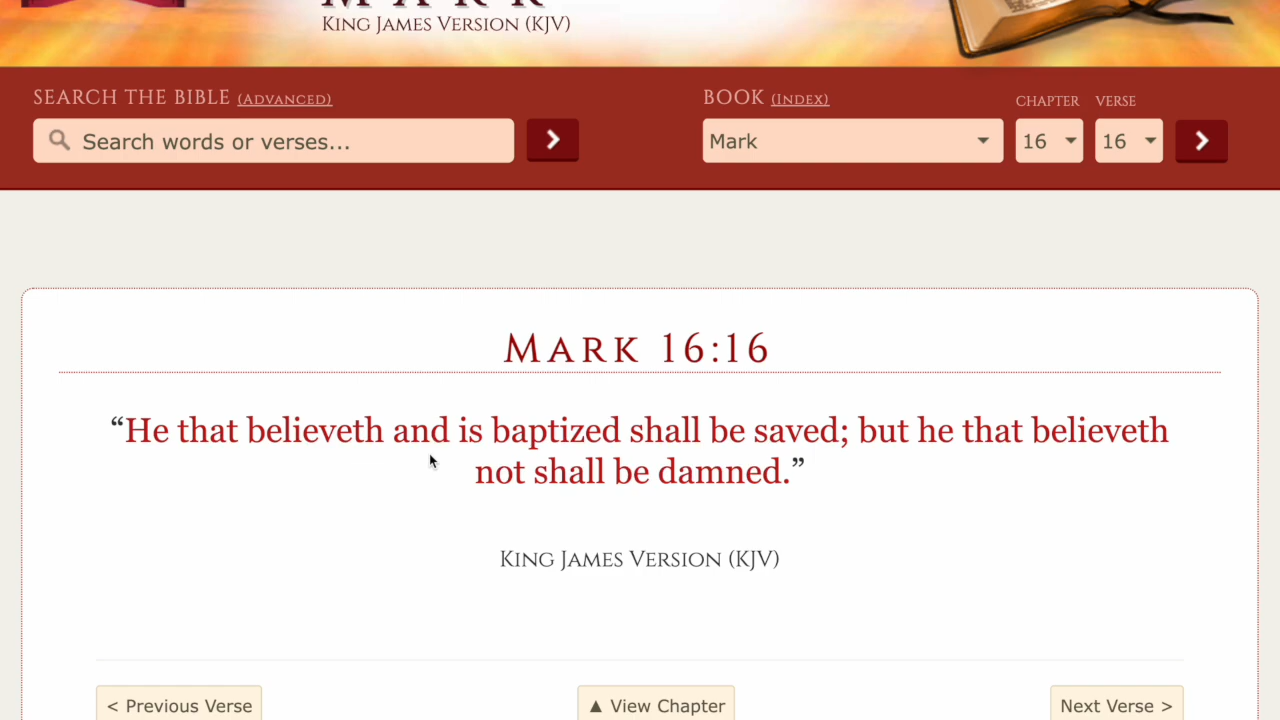 MARK
KING JAMES VERSION (KJV)
SEARCH THE BIBLE (ADVANCED)
BOOK (INDEX)
CHAPTER
VERSE
Search words or verses...
Mark
16
16
MARK 16:16
“He that believeth and is baptized shall be saved; but he that believeth
not shall be damned.”
KING JAMES VERSION (KJV)
< Previous Verse
▲ View Chapter
Next Verse >